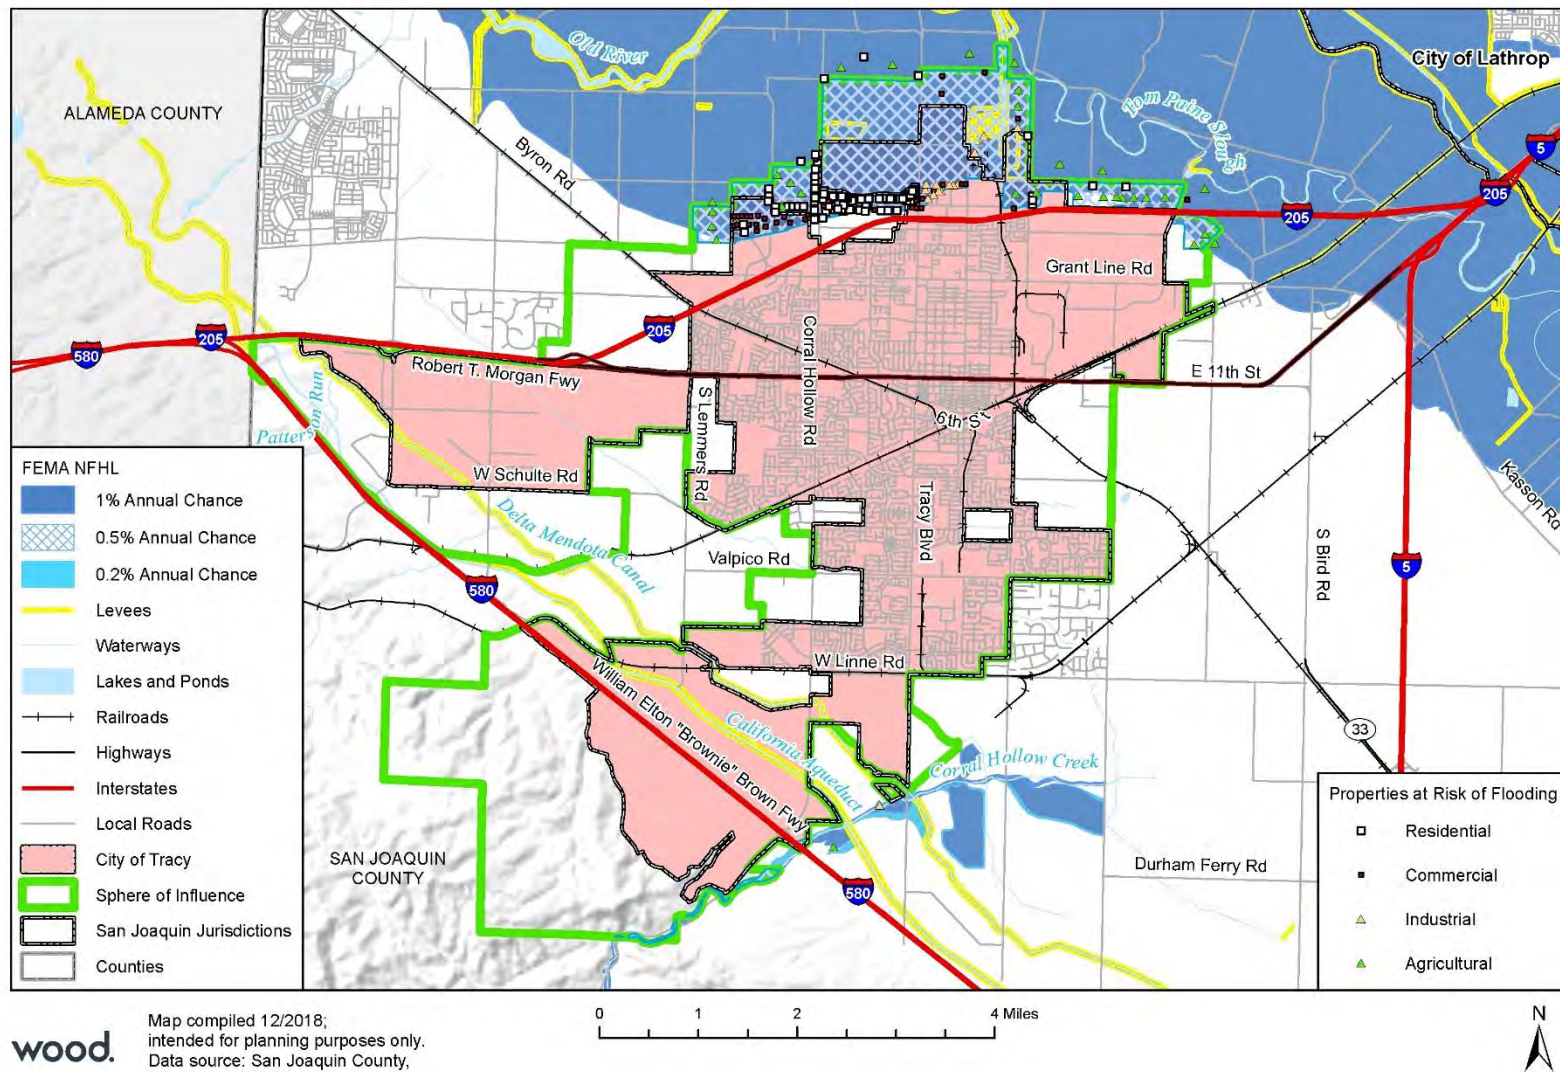 Old River
City of Lathrop
ALAMEDA COUNTY
Tom Paine Slough
5
Byron Rd
205
205
Grant Line Rd
205
205
580
Corral Hollow Rd
Robert T. Morgan Fwy
E 11th St
S Lemmers Rd
6th St
Patterson Run
FEMA NFHL
1% Annual Chance
0.5% Annual Chance
0.2% Annual Chance
Levees
Waterways
Lakes and Ponds
Railroads
Highways
Interstates
Local Roads
City of Tracy
Sphere of Influence
San Joaquin Jurisdictions
Counties
W Schulte Rd
Kasson Rd
Delta Mendota Canal
Tracy Blvd
S Bird Rd
Valpico Rd
5
580
W Linne Rd
William Elton "Brownie" Brown Fwy
California Aqueduct
33
Corral Hollow Creek
Properties at Risk of Flooding
Residential
Commercial
Industrial
Agricultural
SAN JOAQUIN
COUNTY
Durham Ferry Rd
580
wood.
Map compiled 12/2018;
intended for planning purposes only.
Data source: San Joaquin County,
0 1 2 4 Miles
N